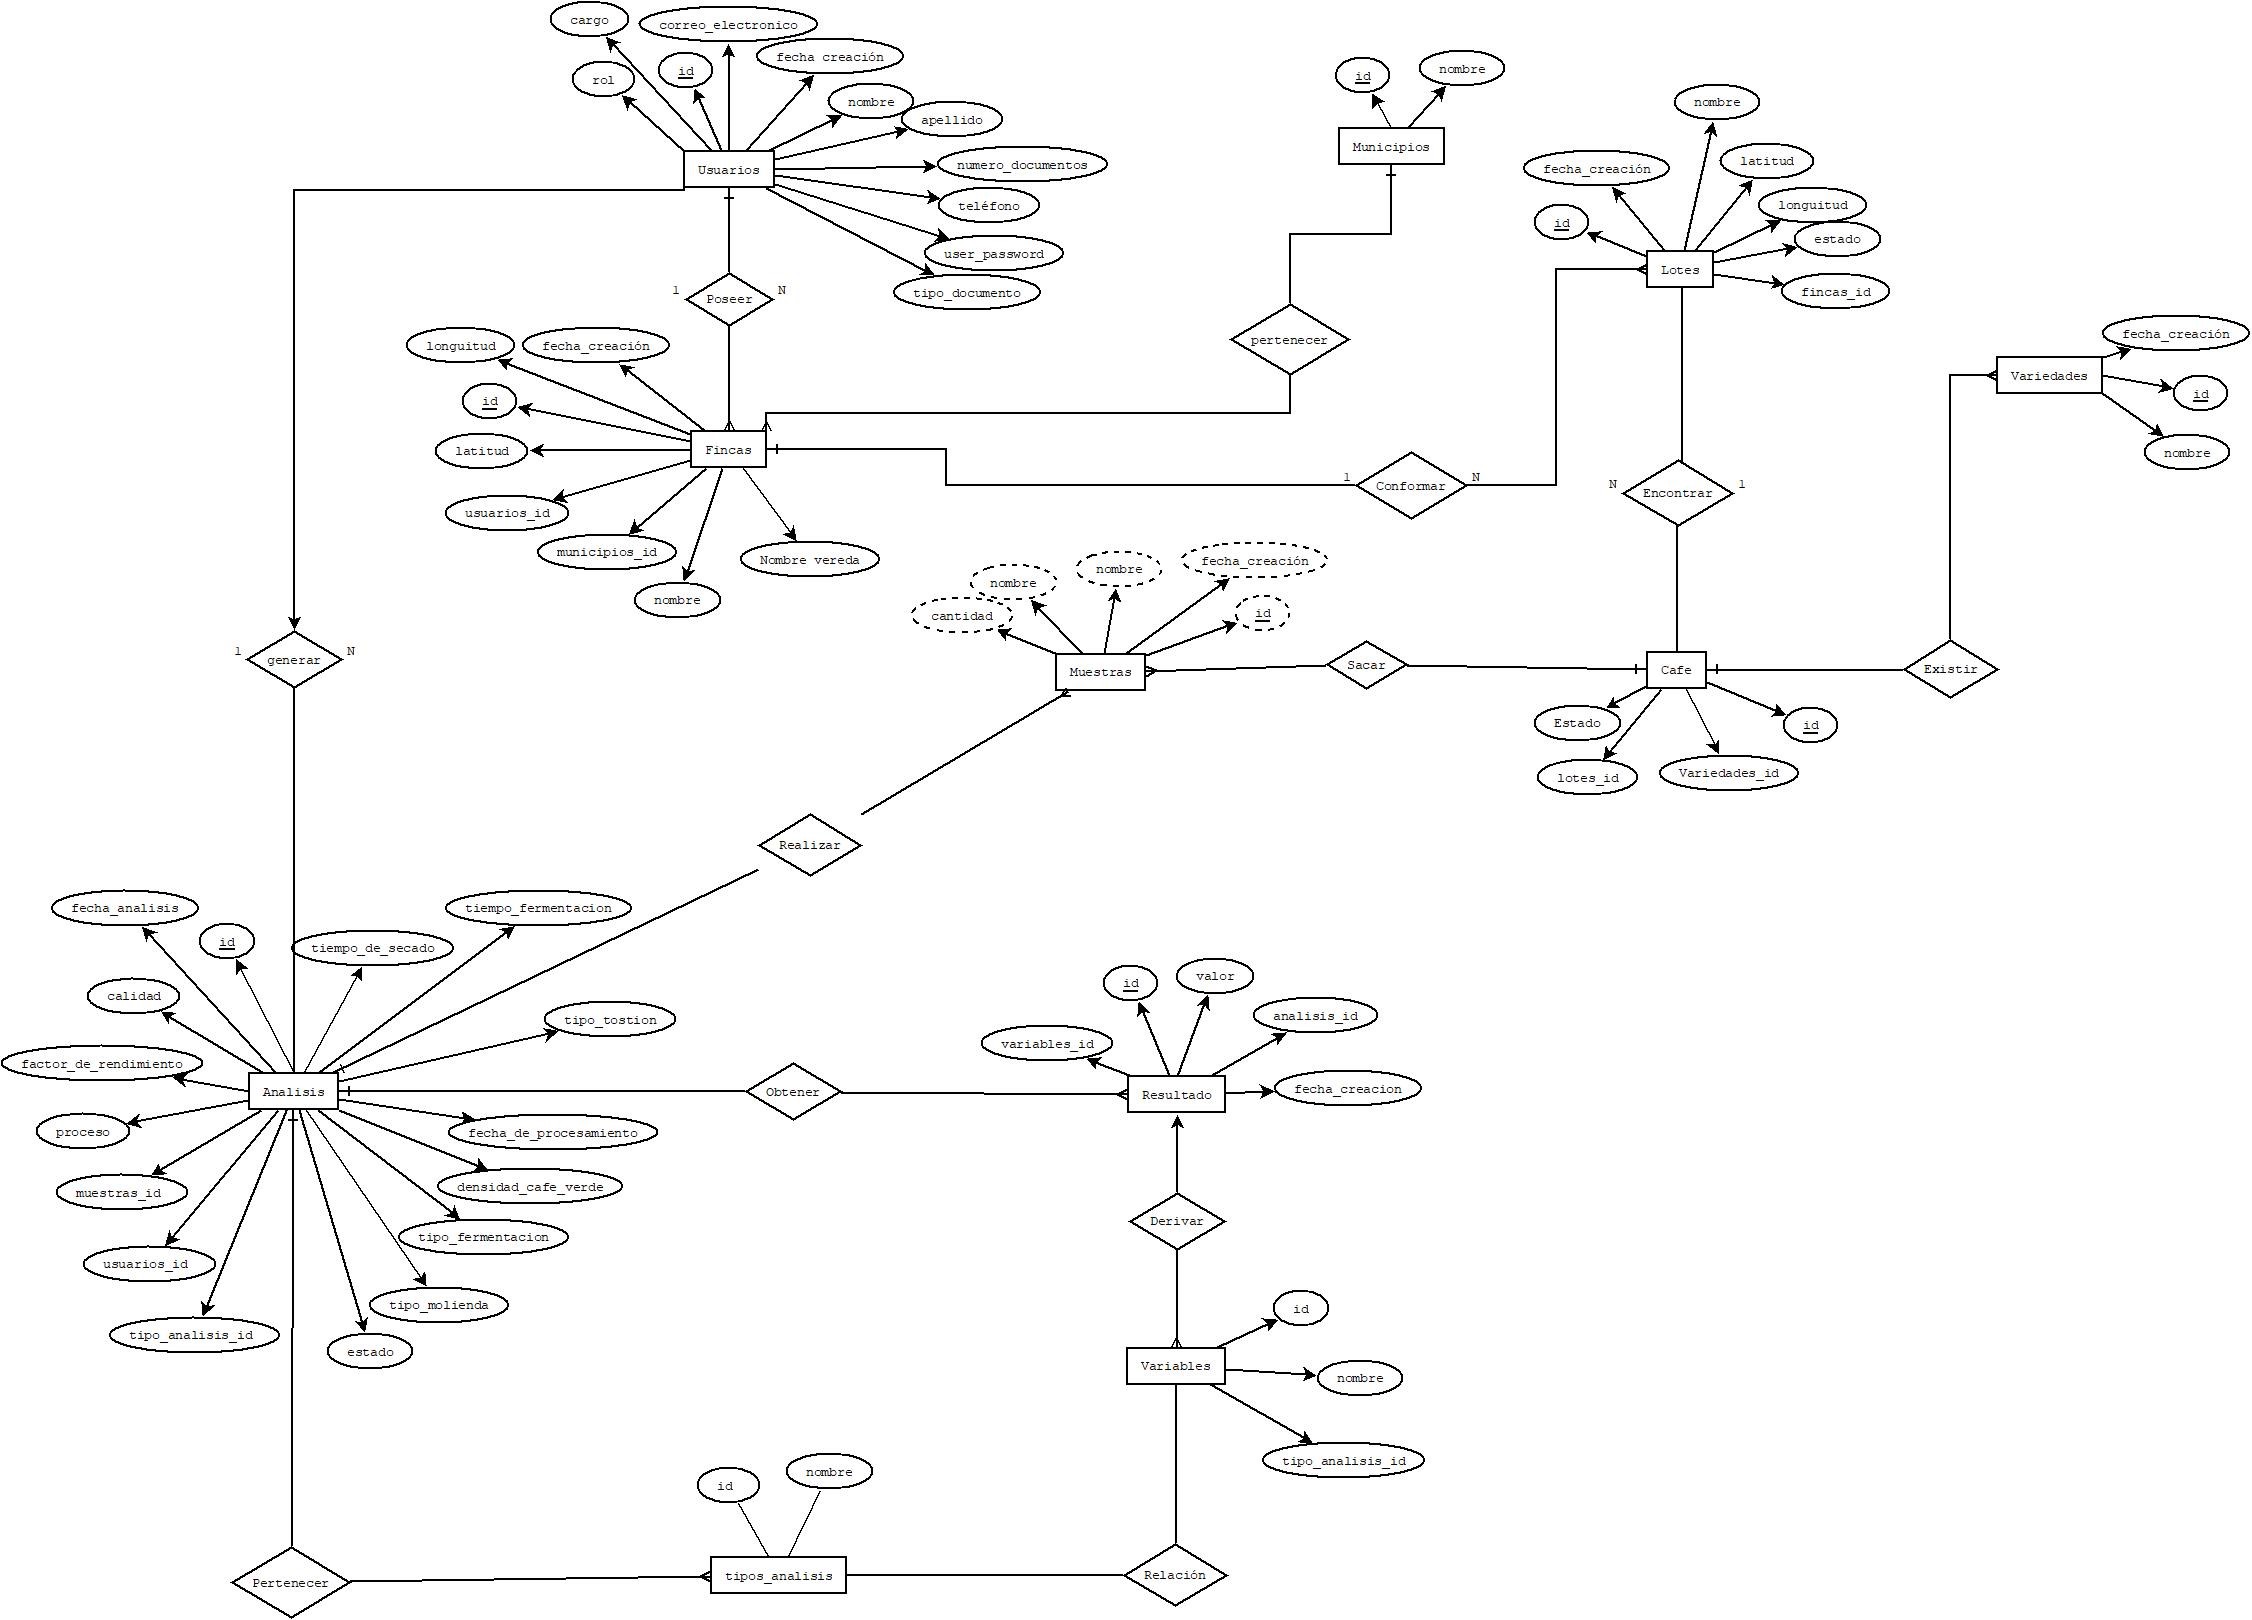 cargo
correo_electronico
fecha creación
id
rol
nombre
apellido
numero_documentos
teléfono
user_password
tipo_documento
Usuarios
id
nombre
Municipios
nombre
fecha_creación
latitud
longuitud
id
estado
fincas_id
Lotes
1
Poseer
N
longuitud
fecha_creación
pertenecer
fecha_creación
Variedades
id
nombre
id
latitud
Fincas
usuarios_id
municipios_id
Nombre vereda
nombre
1
Conformar
N
N
Encontrar
1
nombre
nombre
fecha_creación
cantidad
id
1
generar
N
Muestras
Sacar
Cafe
Existir
Estado
id
lotes_id
Variedades_id
Realizar
fecha_analisis
id
tiempo_de_secado
tiempo_fermentacion
calidad
tipo_tostion
factor_de_rendimiento
Analisis
proceso
fecha_de_procesamiento
muestras_id
densidad_cafe_verde
tipo_fermentacion
usuarios_id
tipo_molienda
tipo_analisis_id
estado
Obtener
id
valor
analisis_id
variables_id
fecha_creacion
Resultado
Derivar
id
Variables
nombre
tipo_analisis_id
id
nombre
Pertenecer
tipos_analisis
Relación